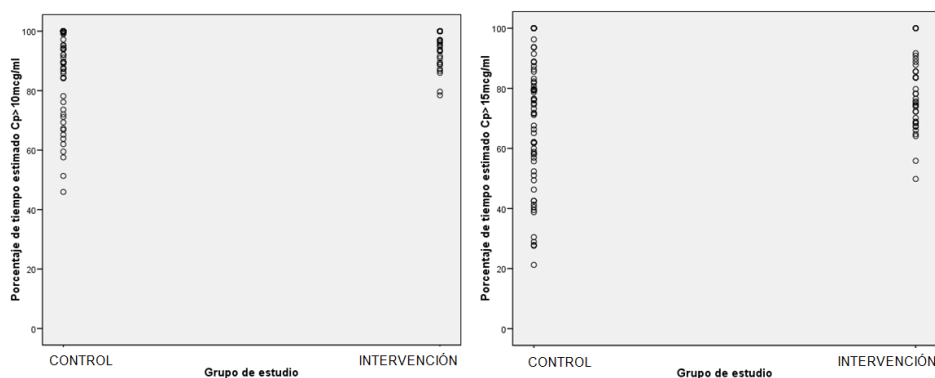 Porcentaje de tiempo estimado Cp>10mcg/ml
100
80
60
40
20
0
CONTROL
INTERVENCIÓN
Grupo de estudio
Porcentaje de tiempo estimado Cp>15mcg/ml
100
80
60
40
20
0
CONTROL
INTERVENCIÓN
Grupo de estudio